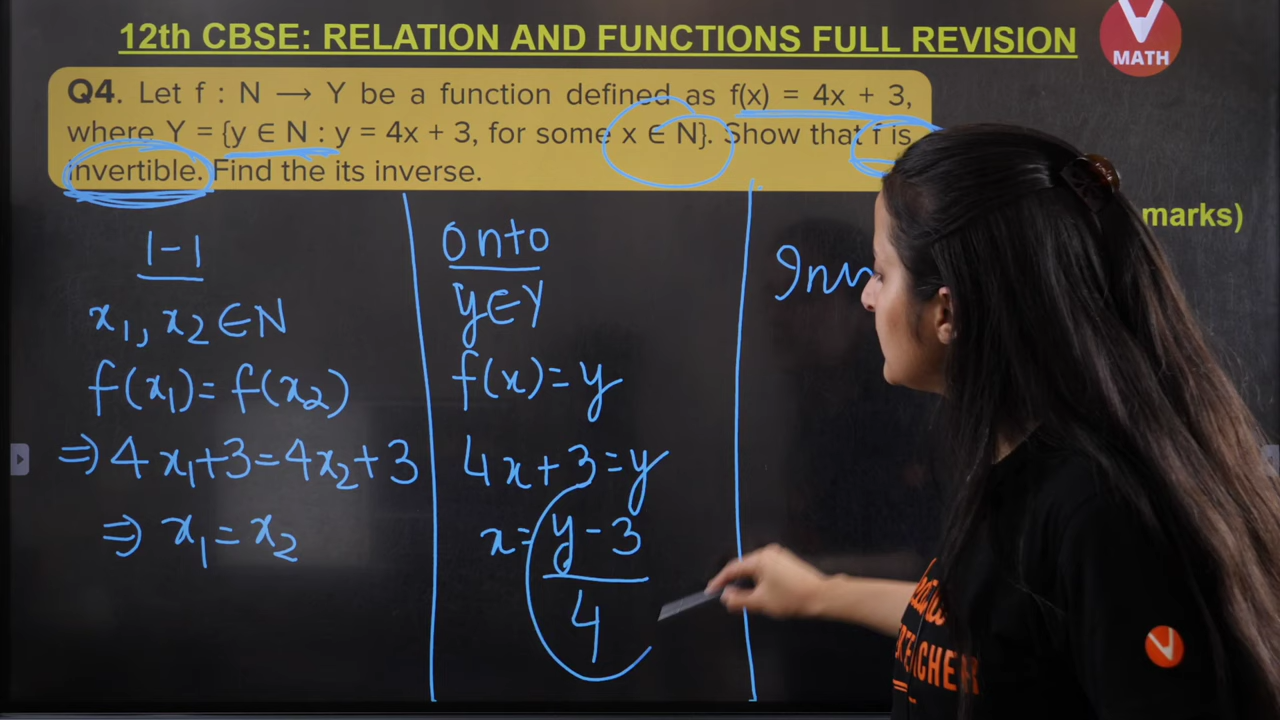 12th CBSE: RELATION AND FUNCTIONS FULL REVISION
V
MATH
Q4. Let f : N → Y be a function defined as f(x) = 4x + 3,
where Y = {y ∈ N : y = 4x + 3, for some x ∈ N}. Show that f is
invertible. Find the its inverse.
marks)
1-1
x₁, x₂ ∈ N
f(x₁) = f(x₂)
⇒ 4x₁+3 = 4x₂+3
⇒ x₁ = x₂
Onto
y ∈ Y
f(x) = y
4x+3 = y
x = y-3
4
V